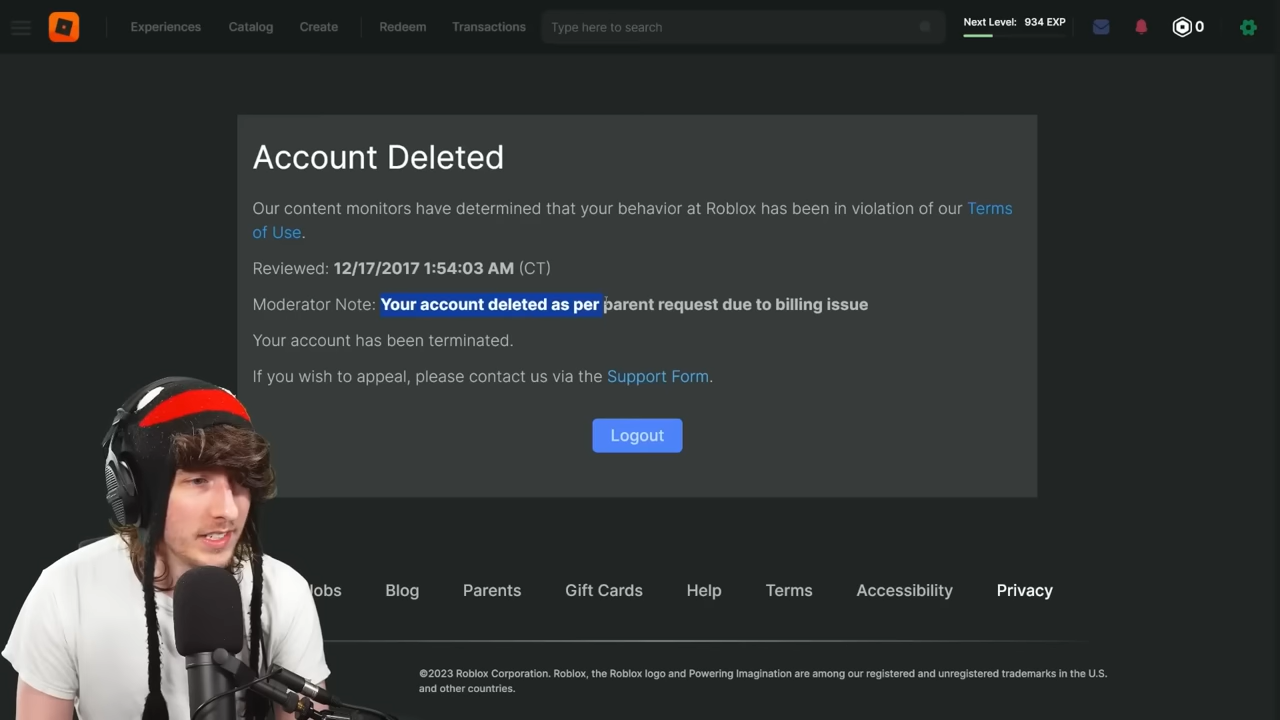 Experiences Catalog Create Redeem Transactions Type here to search Next Level: 934 EXP 0
Account Deleted
Our content monitors have determined that your behavior at Roblox has been in violation of our Terms
of Use.
Reviewed: 12/17/2017 1:54:03 AM (CT)
Moderator Note: Your account deleted as per parent request due to billing issue
Your account has been terminated.
If you wish to appeal, please contact us via the Support Form.
Logout
Jobs Blog Parents Gift Cards Help Terms Accessibility Privacy
©2023 Roblox Corporation. Roblox, the Roblox logo and Powering Imagination are among our registered and unregistered trademarks in the U.S.
and other countries.